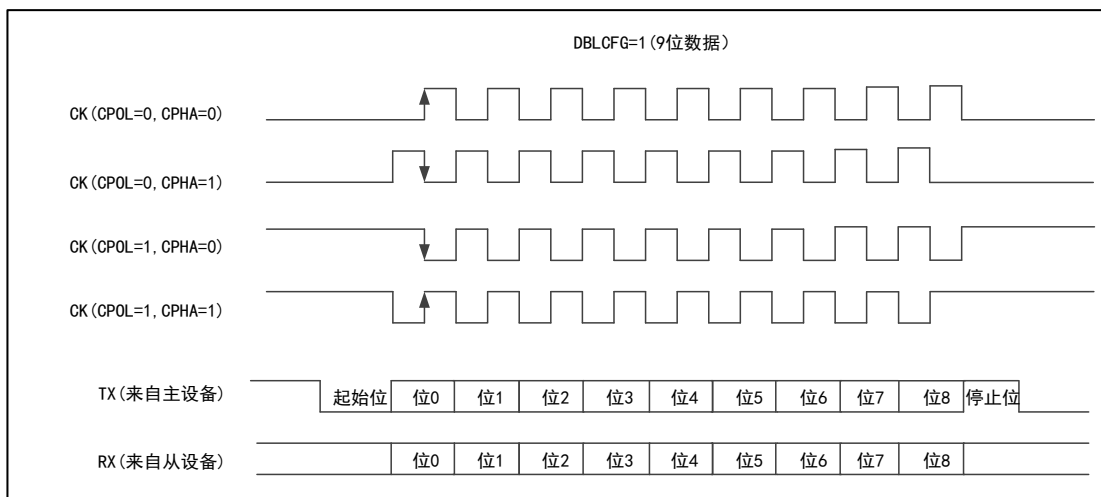 DBLCFG=1(9位数据)
CK(CPOL=0,CPHA=0)
CK(CPOL=0,CPHA=1)
CK(CPOL=1,CPHA=0)
CK(CPOL=1,CPHA=1)
TX(来自主设备) 起始位 位0 位1 位2 位3 位4 位5 位6 位7 位8 停止位
RX(来自从设备) 位0 位1 位2 位3 位4 位5 位6 位7 位8